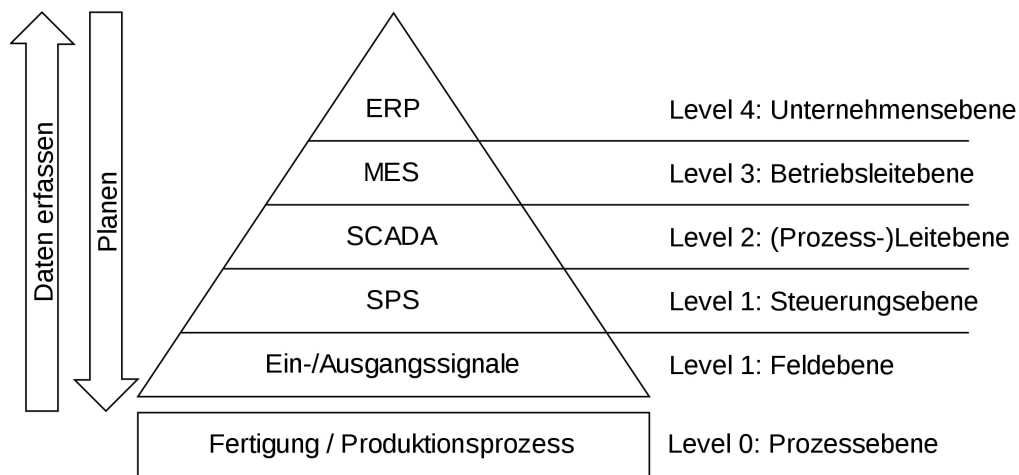 Daten erfassen
Planen
ERP
Level 4: Unternehmensebene
MES
Level 3: Betriebsleitebene
SCADA
Level 2: (Prozess-)Leitebene
SPS
Level 1: Steuerungsebene
Ein-/Ausgangssignale
Level 1: Feldebene
Fertigung / Produktionsprozess
Level 0: Prozessebene